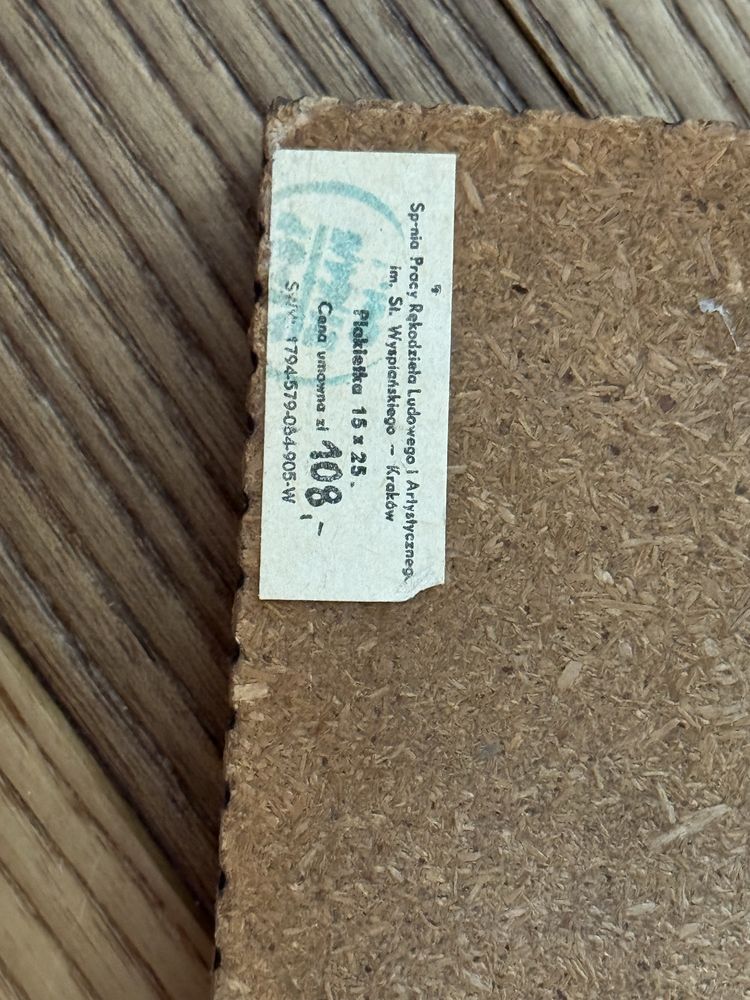 Sp-nia Pracy Rękodzieła Ludowego i Artystycznego
im. St. Wyspiańskiego — Kraków
Plakietka 15 x 25.
Cena umowna zł 108,-
1794-579-084-905-W